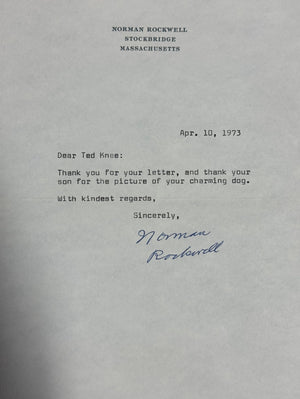 NORMAN ROCKWELL
STOCKBRIDGE
MASSACHUSETTS
Apr. 10, 1973
Dear Ted Knee:
Thank you for your letter, and thank your
son for the picture of your charming dog.
With kindest regards,
Sincerely,
Norman
Rockwell